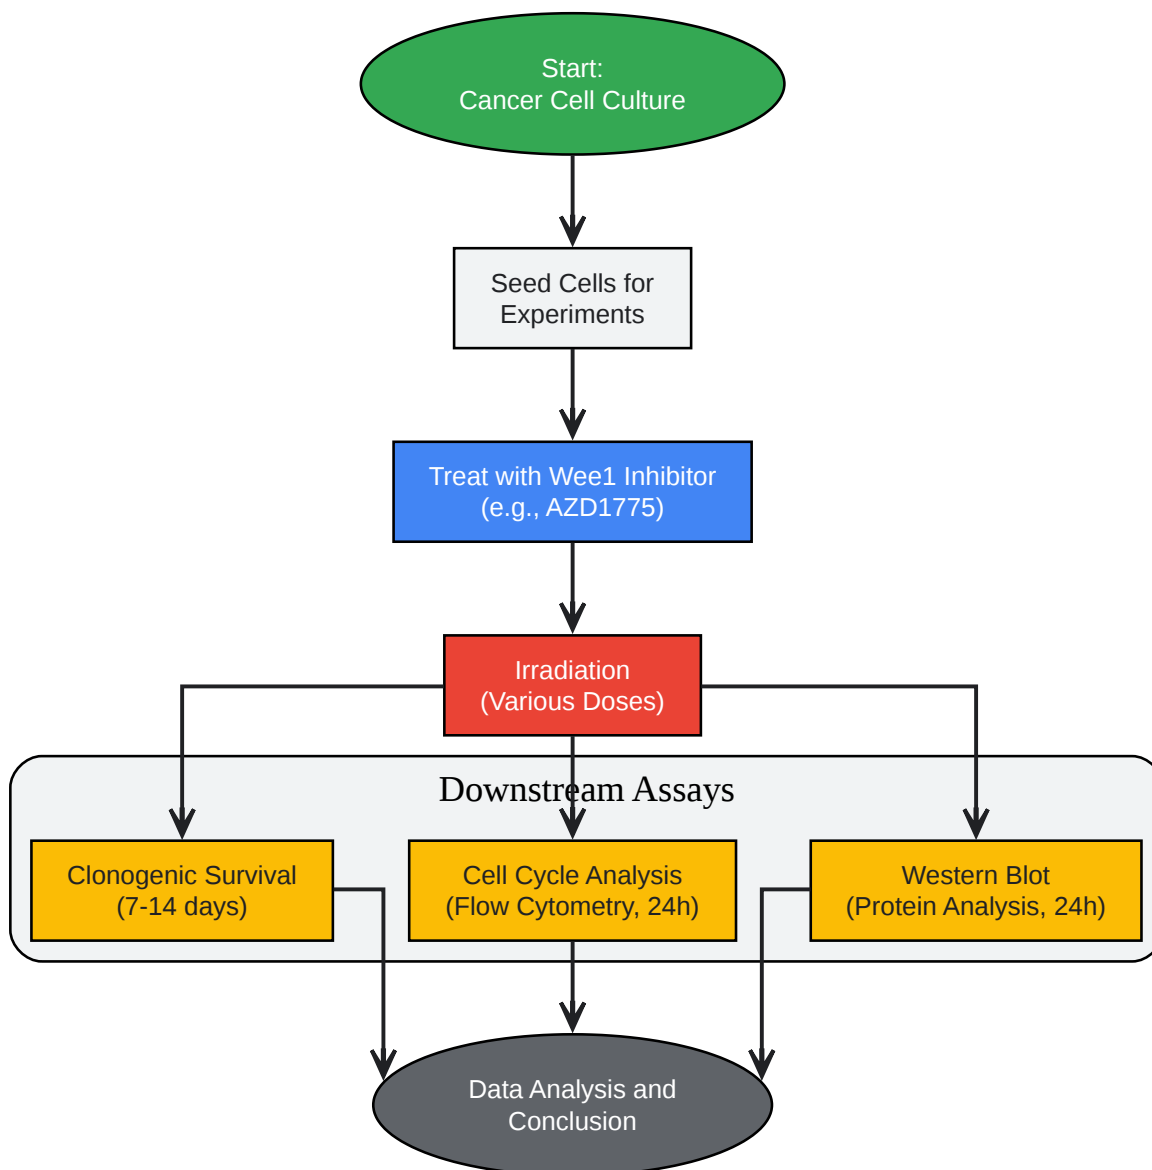 Start:
Cancer Cell Culture
Seed Cells for
Experiments
Treat with Wee1 Inhibitor
(e.g., AZD1775)
Irradiation
(Various Doses)
Downstream Assays
Clonogenic Survival
(7-14 days)
Cell Cycle Analysis
(Flow Cytometry, 24h)
Western Blot
(Protein Analysis, 24h)
Data Analysis and
Conclusion